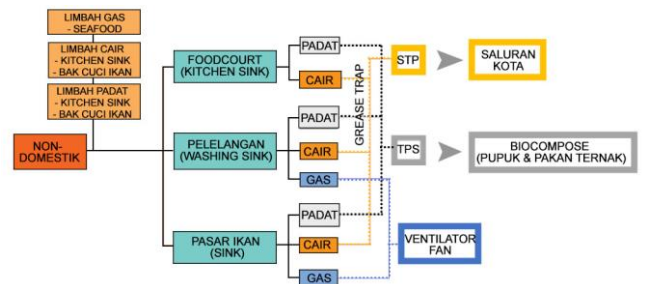 LIMBAH GAS
- SEAFOOD
LIMBAH CAIR
- KITCHEN SINK
- BAK CUCI IKAN
LIMBAH PADAT
- KITCHEN SINK
- BAK CUCI IKAN
NON-
DOMESTIK
FOODCOURT
(KITCHEN SINK)
PADAT
CAIR
PELELANGAN
(WASHING SINK)
PADAT
CAIR
GAS
PASAR IKAN
(SINK)
PADAT
CAIR
GAS
GREASE TRAP
STP
SALURAN
KOTA
TPS
BIOCOMPOSE
(PUPUK & PAKAN TERNAK)
VENTILATOR
FAN